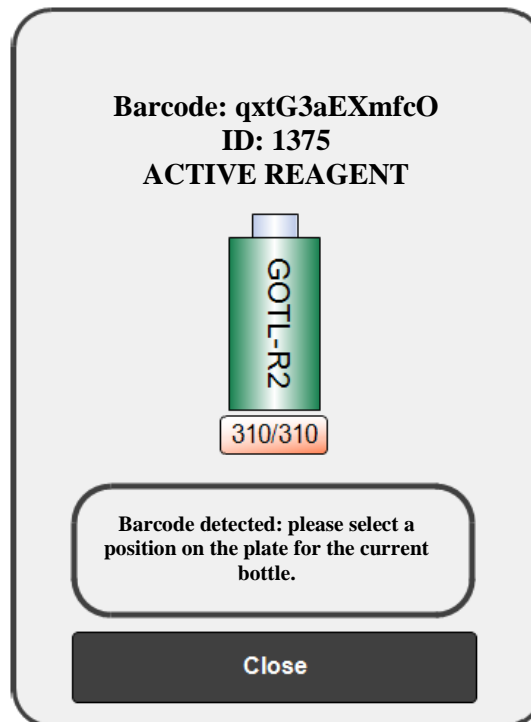 Barcode: qxtG3aEXmfcO
ID: 1375
ACTIVE REAGENT
GOTL-R2
310/310
Barcode detected: please select a
position on the plate for the current
bottle.
Close